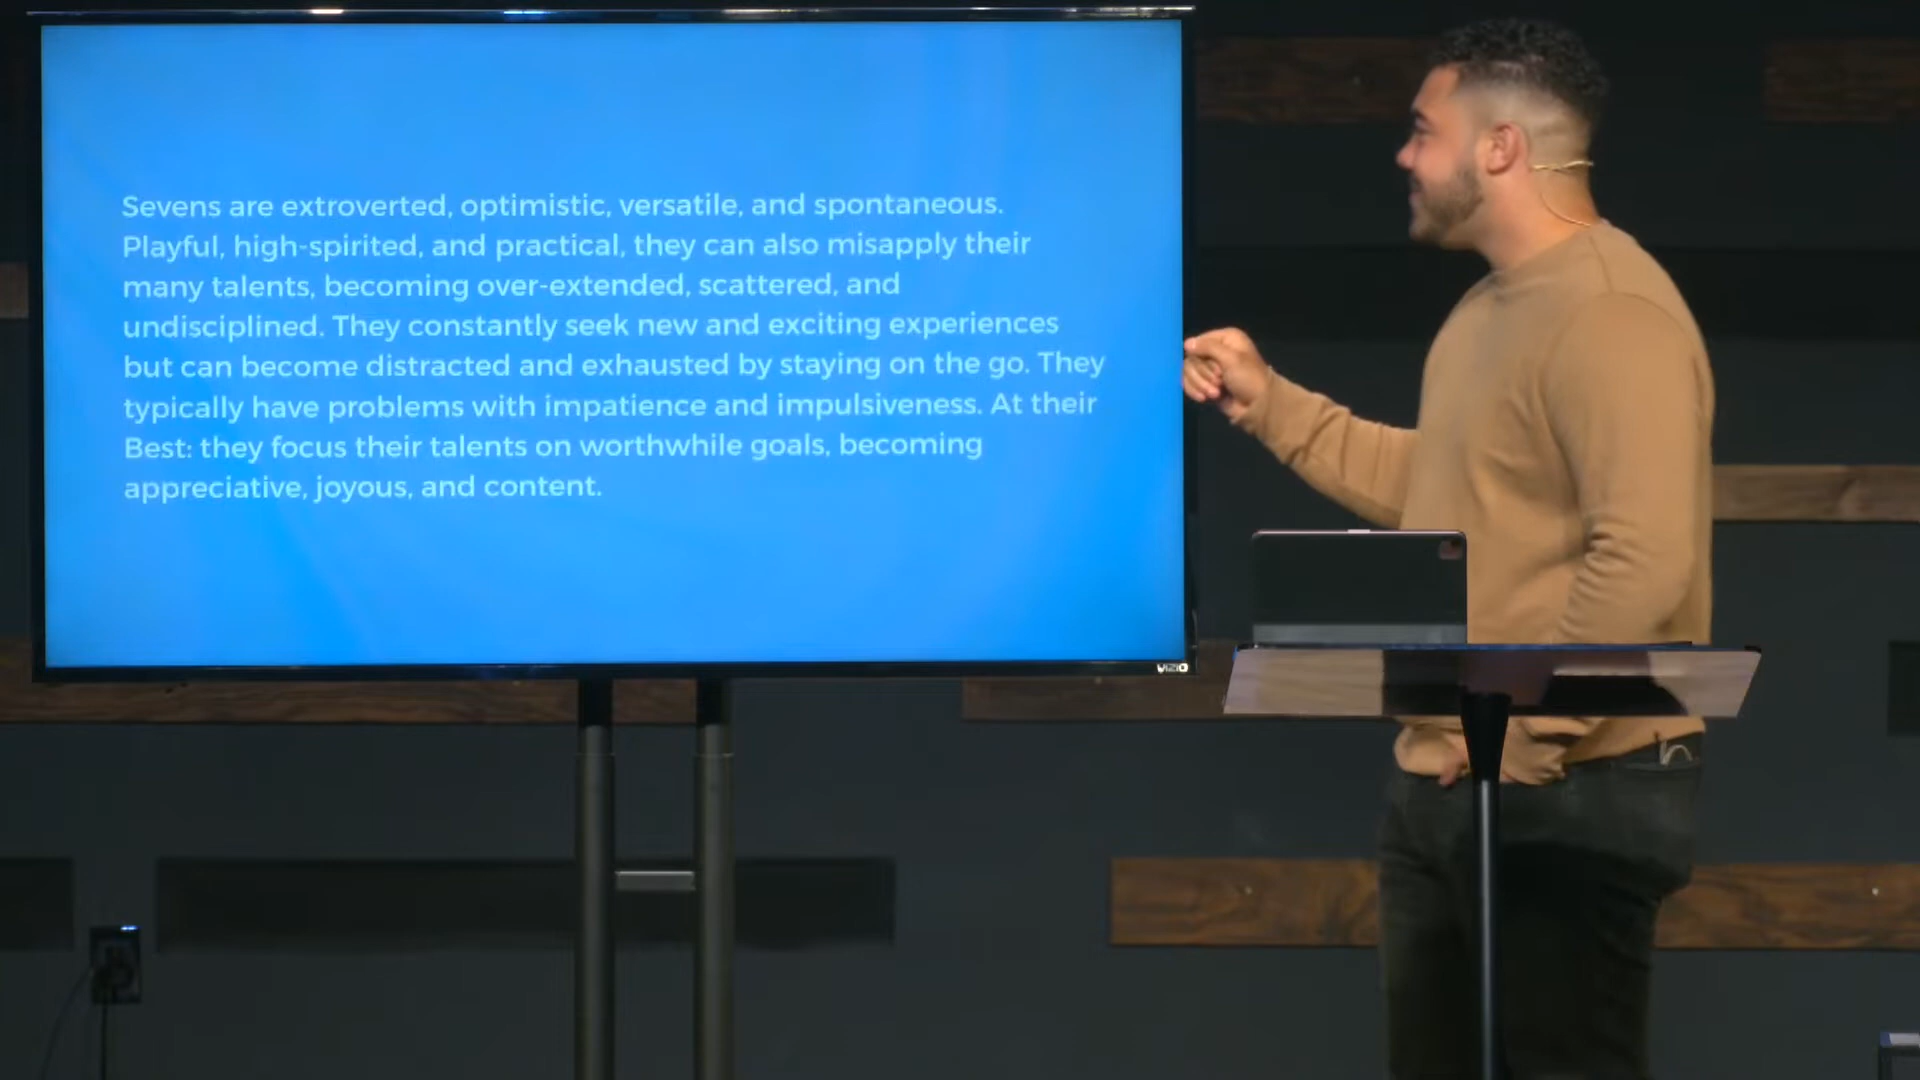 Sevens are extroverted, optimistic, versatile, and spontaneous.
Playful, high-spirited, and practical, they can also misapply their
many talents, becoming over-extended, scattered, and
undisciplined. They constantly seek new and exciting experiences
but can become distracted and exhausted by staying on the go. They
typically have problems with impatience and impulsiveness. At their
Best: they focus their talents on worthwhile goals, becoming
appreciative, joyous, and content.
VIZIO